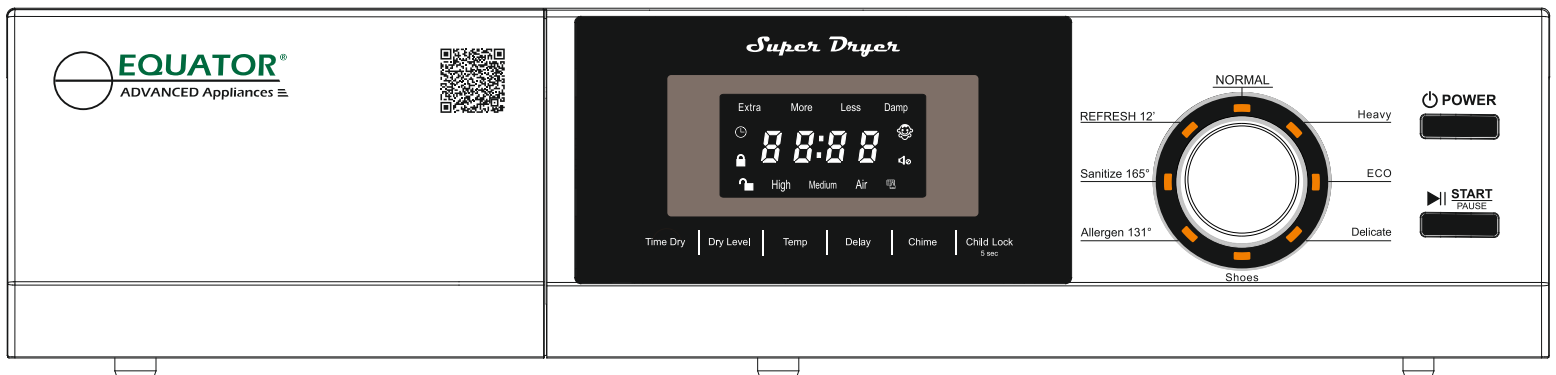 EQUATOR®
ADVANCED Appliances
Super Dryer
Extra More Less Damp
88:88
High Medium Air
Time Dry Dry Level Temp Delay Chime Child Lock
5 sec
NORMAL
REFRESH 12'
Heavy
Sanitize 165°
ECO
Allergen 131°
Delicate
Shoes
POWER
START
PAUSE